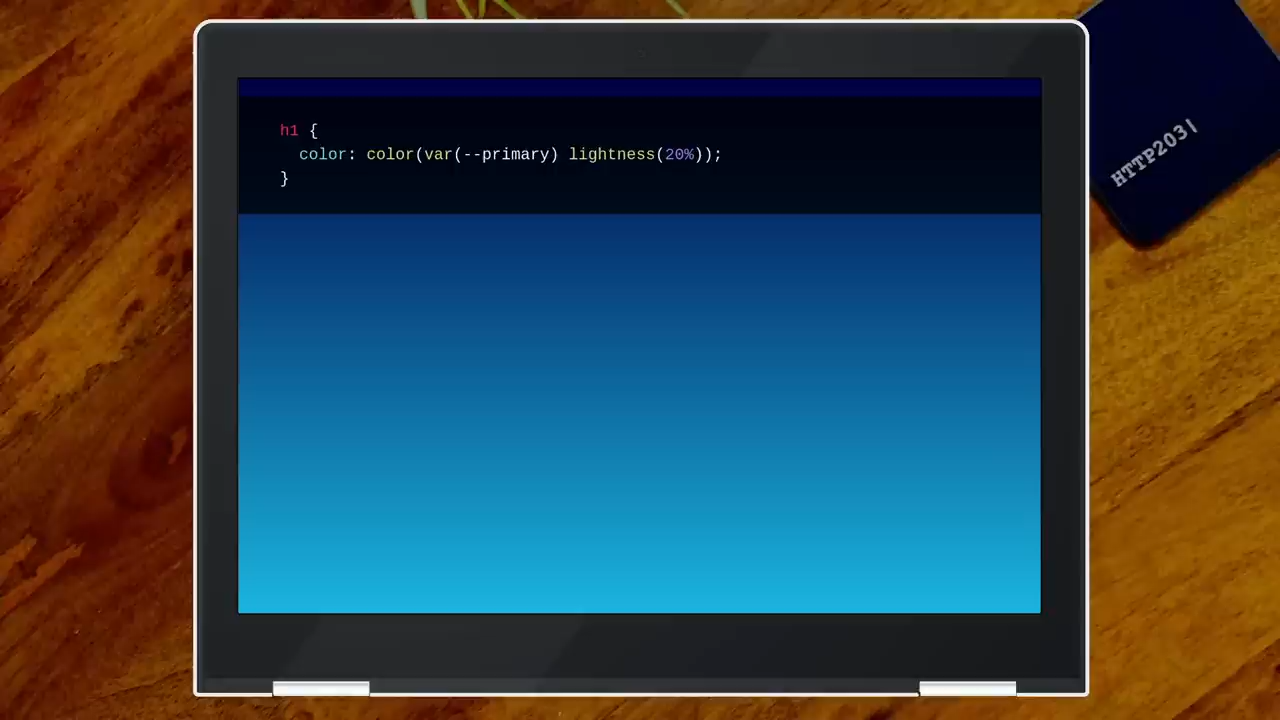 h1 {
  color: color(var(--primary) lightness(20%));
}
HTTP203|